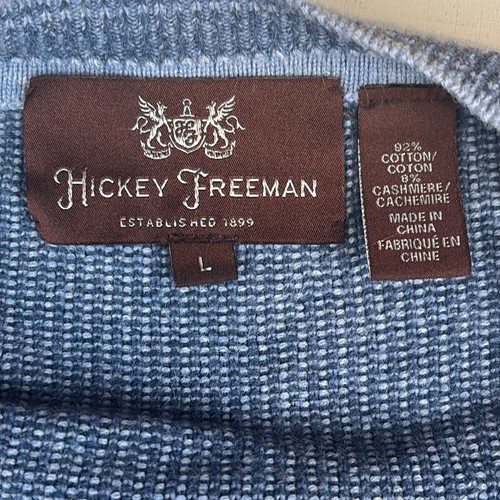 HICKEY FREEMAN
ESTABLISHED 1899
L
92%
COTTON/
COTON
8%
CASHMERE/
CACHEMIRE
MADE IN
CHINA
FABRIQUÉ EN
CHINE